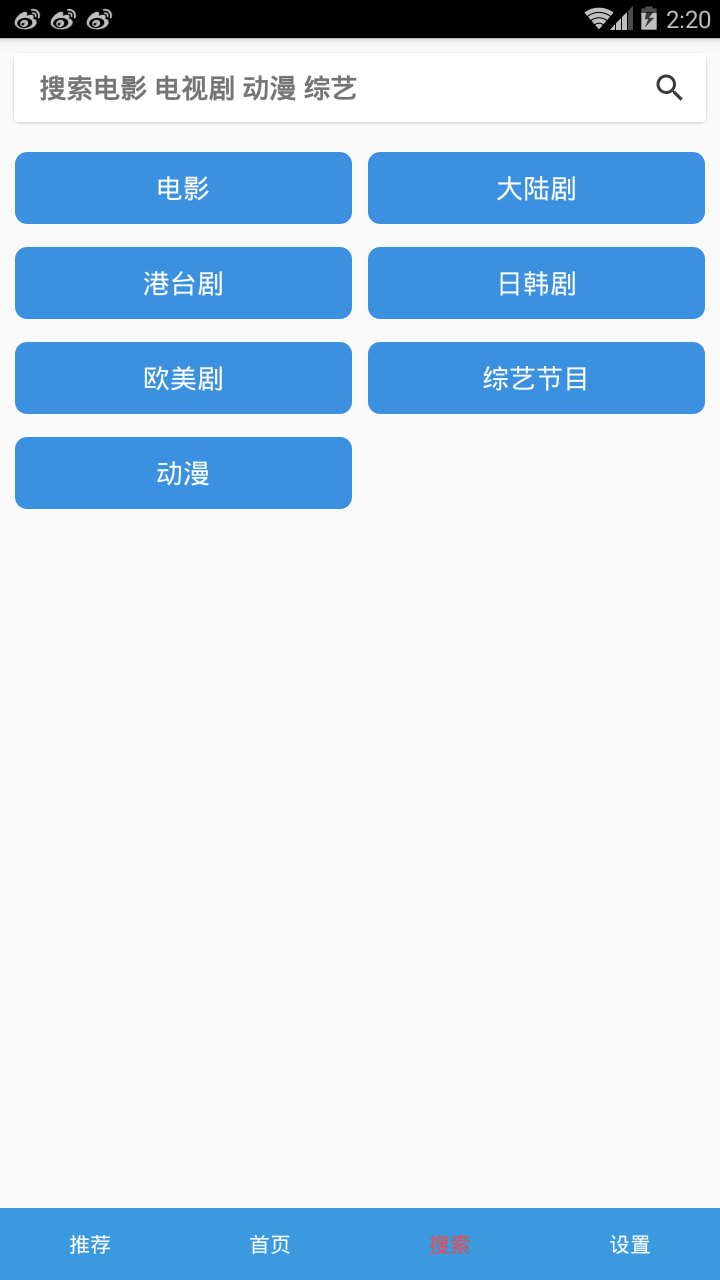 2:20
搜索电影 电视剧 动漫 综艺
电影 大陆剧
港台剧 日韩剧
欧美剧 综艺节目
动漫
推荐 首页 搜索 设置